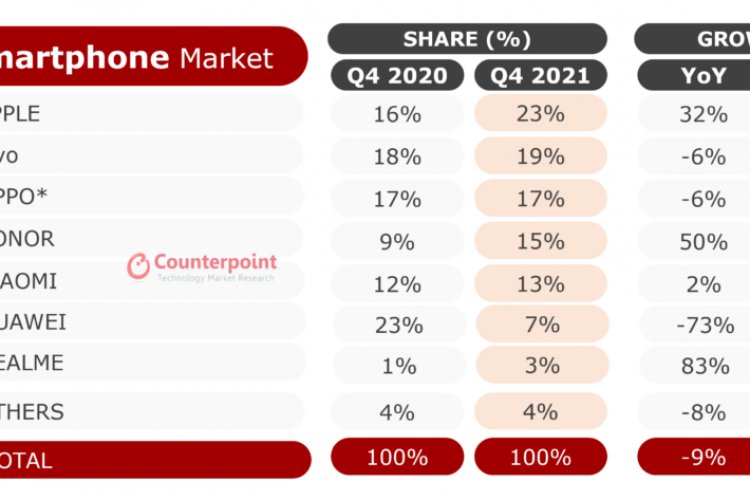 martphone Market SHARE (%) GROW
Q4 2020 Q4 2021 YoY
PPLE 16% 23% 32%
vo 18% 19% -6%
PPO* 17% 17% -6%
ONOR 9% 15% 50%
Counterpoint
Technology Market Research
AOMI 12% 13% 2%
UAWEI 23% 7% -73%
EALME 1% 3% 83%
THERS 4% 4% -8%
OTAL 100% 100% -9%